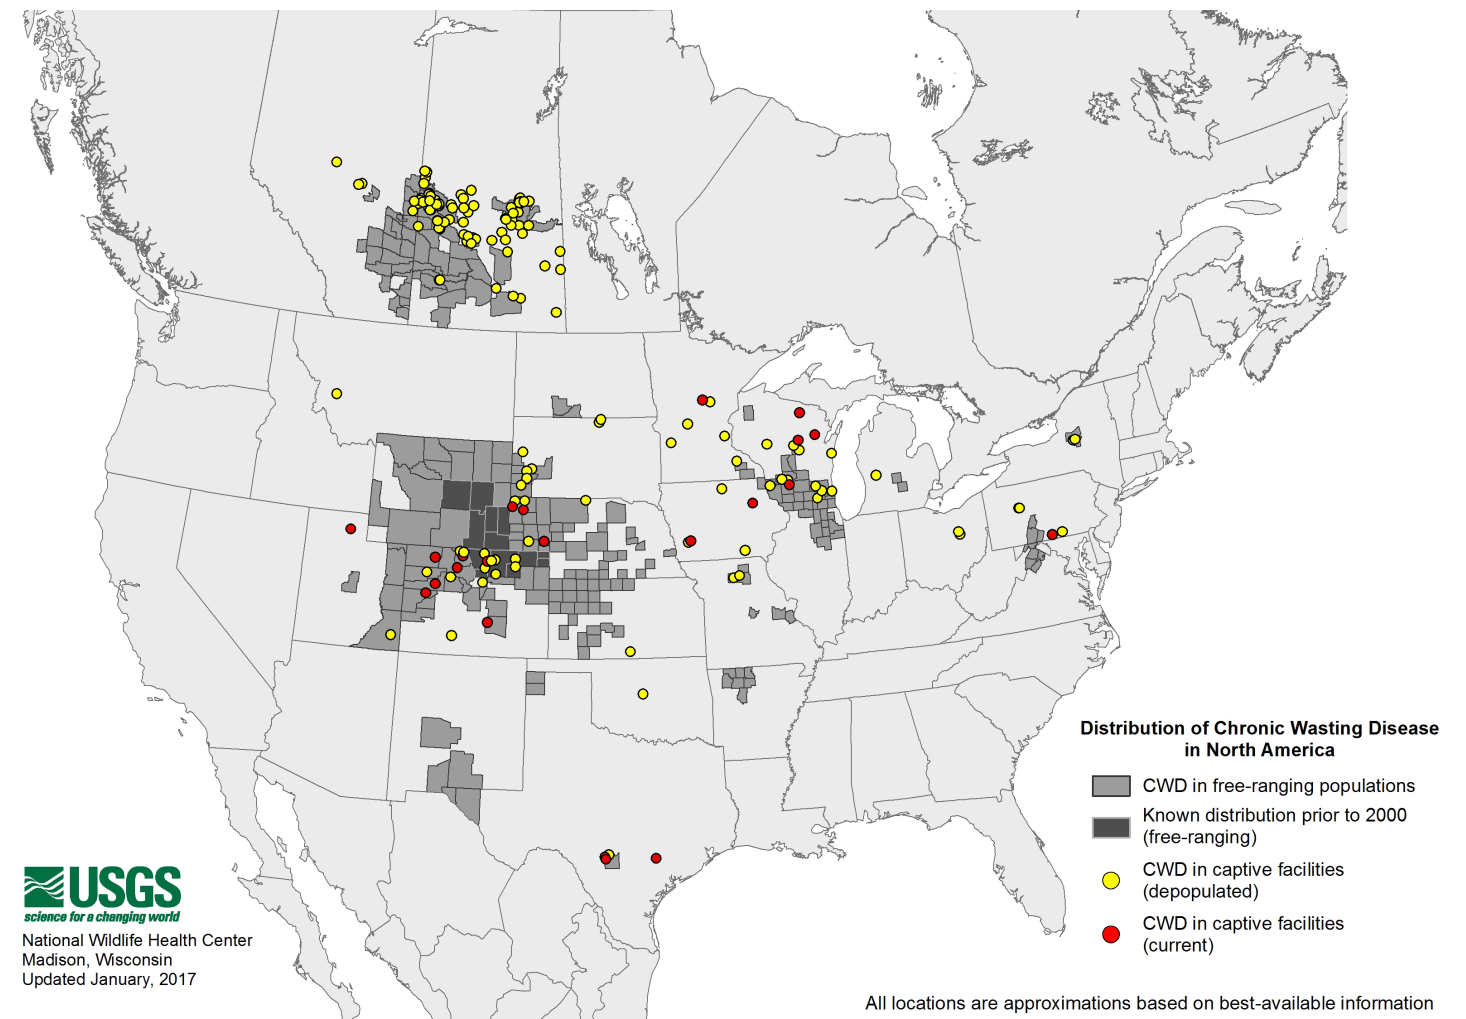 Distribution of Chronic Wasting Disease
in North America
CWD in free-ranging populations
Known distribution prior to 2000
(free-ranging)
CWD in captive facilities
(depopulated)
CWD in captive facilities
(current)
USGS
science for a changing world
National Wildlife Health Center
Madison, Wisconsin
Updated January, 2017
All locations are approximations based on best-available information